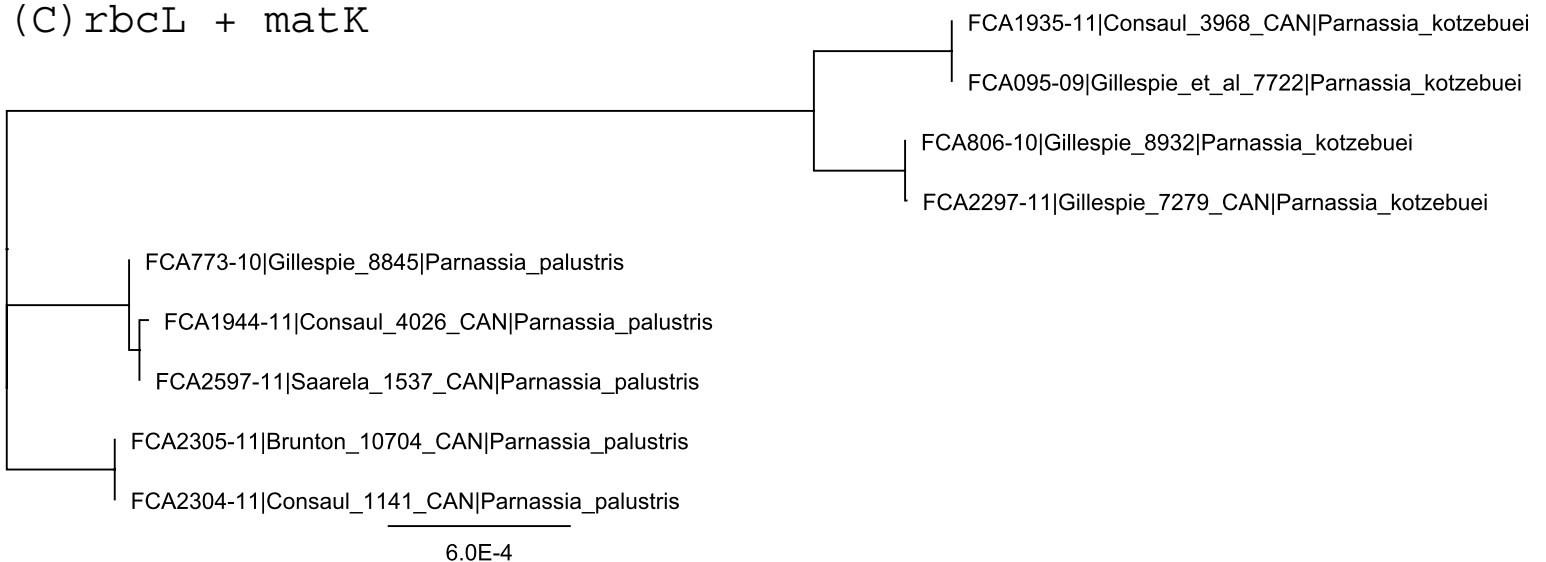 (C) rbcL + matK
FCA1935-11|Consaul_3968_CAN|Parnassia_kotzebuei
FCA095-09|Gillespie_et_al_7722|Parnassia_kotzebuei
FCA806-10|Gillespie_8932|Parnassia_kotzebuei
FCA2297-11|Gillespie_7279_CAN|Parnassia_kotzebuei
FCA773-10|Gillespie_8845|Parnassia_palustris
FCA1944-11|Consaul_4026_CAN|Parnassia_palustris
FCA2597-11|Saarela_1537_CAN|Parnassia_palustris
FCA2305-11|Brunton_10704_CAN|Parnassia_palustris
FCA2304-11|Consaul_1141_CAN|Parnassia_palustris
6.0E-4